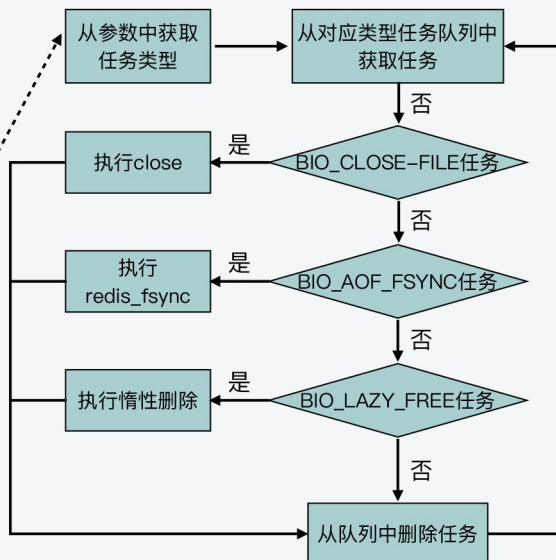 从参数中获取
任务类型
从对应类型任务队列中
获取任务
否
执行close
是
BIO_CLOSE-FILE任务
否
执行
redis_fsync
是
BIO_AOF_FSYNC任务
否
执行惰性删除
是
BIO_LAZY_FREE任务
否
从队列中删除任务